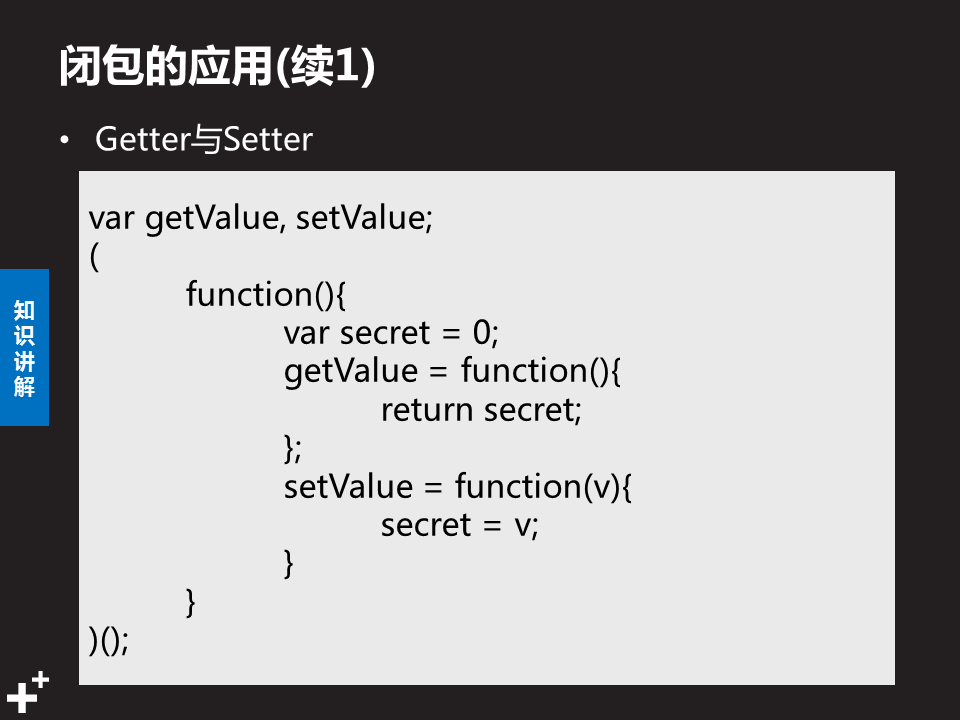 闭包的应用(续1)
• Getter与Setter
var getValue, setValue;
(
function(){
var secret = 0;
getValue = function(){
return secret;
};
setValue = function(v){
secret = v;
}
}
)();
知识讲解